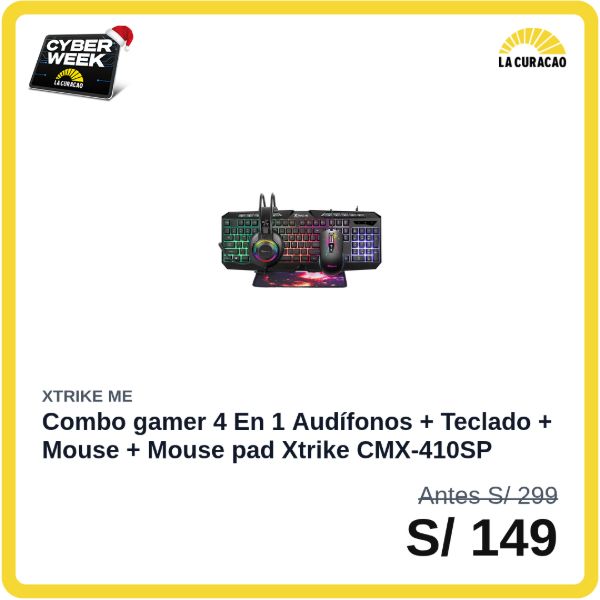 CYBER
WEEK
LA CURACAO
LA CURACAO
XTRIKE ME
Combo gamer 4 En 1 Audífonos + Teclado +
Mouse + Mouse pad Xtrike CMX-410SP
Antes S/ 299
S/ 149